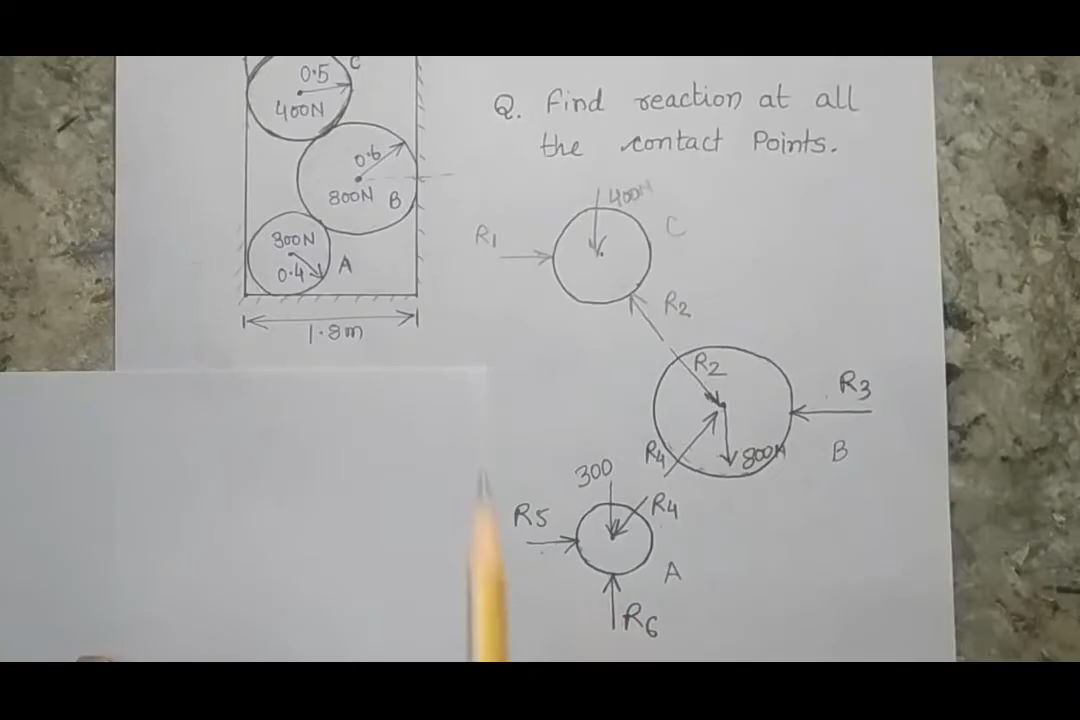 0.5
C
400N
0.6
800N B
300N
0.4 A
1.8m
Q. Find reaction at all
the contact Points.
400N
C
R1
R2
R2
R3
B
R4
800N
300
R4
R5
A
R6